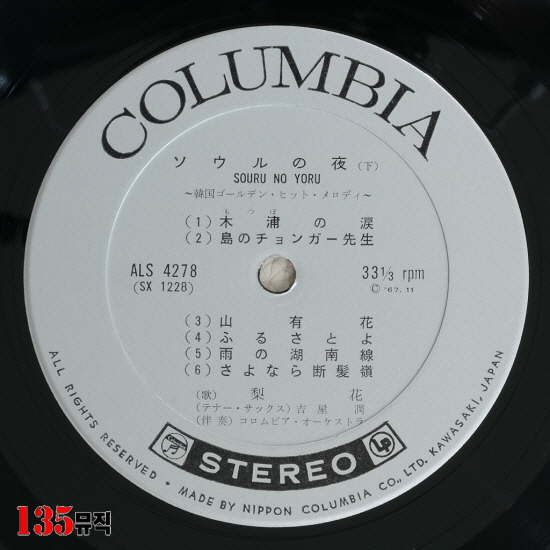 COLUMBIA
ソウルの夜(下)
SOURU NO YORU
～韓国ゴールデン・ヒット・メロディ～
もっぽ
(1)木浦の涙
(2)島のチョンガー先生
ALS 4278
(SX 1228)
33 1/3 rpm
Ⓒ '67.11
(3)山有花
(4)ふるさとよ
(5)雨の湖南線
(6)さよなら断髪嶺
(歌)梨花
(テナー・サックス)吉屋潤
(伴奏)コロムビア・オーケストラ
STEREO
LP
ALL RIGHTS RESERVED • MADE BY NIPPON COLUMBIA CO., LTD. KAWASAKI, JAPAN
135뮤직